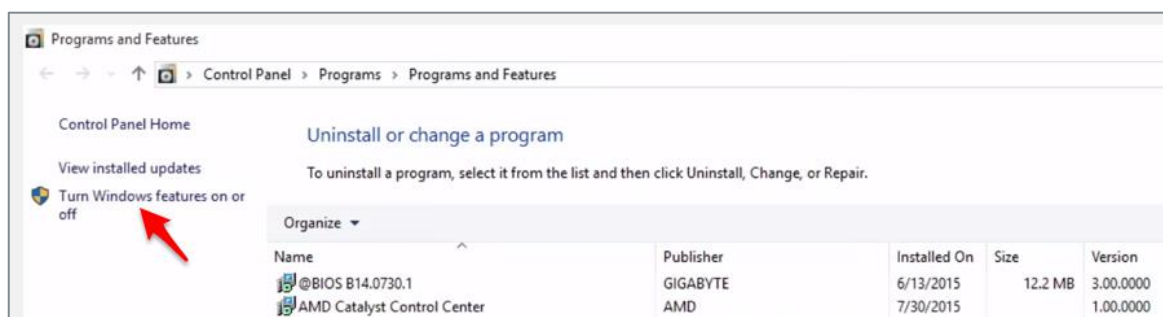 Programs and Features
Control Panel > Programs > Programs and Features
Control Panel Home
View installed updates
Turn Windows features on or
off
Uninstall or change a program
To uninstall a program, select it from the list and then click Uninstall, Change, or Repair.
Organize
Name Publisher Installed On Size Version
@BIOS B14.0730.1 GIGABYTE 6/13/2015 12.2 MB 3.00.0000
AMD Catalyst Control Center AMD 7/30/2015 1.00.0000